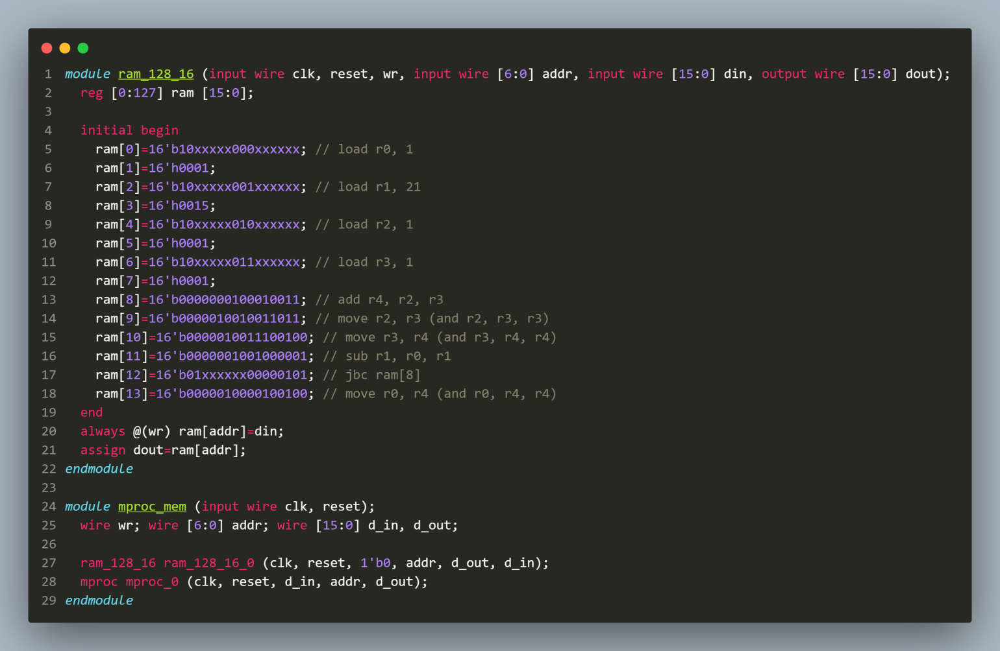 1 module ram_128_16 (input wire clk, reset, wr, input wire [6:0] addr, input wire [15:0] din, output wire [15:0] dout);
2   reg [0:127] ram [15:0];
3
4   initial begin
5     ram[0]=16'b10xxxxx000xxxxxx; // load r0, 1
6     ram[1]=16'h0001;
7     ram[2]=16'b10xxxxx001xxxxxx; // load r1, 21
8     ram[3]=16'h0015;
9     ram[4]=16'b10xxxxx010xxxxxx; // load r2, 1
10     ram[5]=16'h0001;
11     ram[6]=16'b10xxxxx011xxxxxx; // load r3, 1
12     ram[7]=16'h0001;
13     ram[8]=16'b0000000100010011; // add r4, r2, r3
14     ram[9]=16'b0000010010011011; // move r2, r3 (and r2, r3, r3)
15     ram[10]=16'b0000010011100100; // move r3, r4 (and r3, r4, r4)
16     ram[11]=16'b0000001001000001; // sub r1, r0, r1
17     ram[12]=16'b01xxxxxx00000101; // jbc ram[8]
18     ram[13]=16'b0000010000100100; // move r0, r4 (and r0, r4, r4)
19   end
20   always @(wr) ram[addr]=din;
21   assign dout=ram[addr];
22 endmodule
23
24 module mproc_mem (input wire clk, reset);
25   wire wr; wire [6:0] addr; wire [15:0] d_in, d_out;
26
27   ram_128_16 ram_128_16_0 (clk, reset, 1'b0, addr, d_out, d_in);
28   mproc mproc_0 (clk, reset, d_in, addr, d_out);
29 endmodule